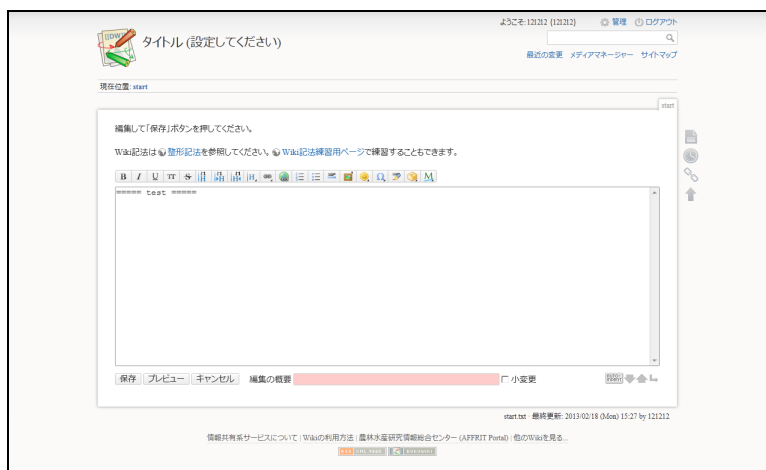 ようこそ: 121212 (121212) 管理 ログアウト
タイトル (設定してください)
最近の変更 メディアマネージャー サイトマップ
現在位置: start
start
編集して「保存」ボタンを押してください。
Wiki記法は整形記法を参照してください。Wiki記法練習用ページで練習することもできます。
B I U TT S H H H H, Ω M
===== test =====
保存 プレビュー キャンセル 編集の概要 小変更
start.txt · 最終更新: 2013/02/18 (Mon) 15:27 by 121212
情報共有系サービスについて | Wikiの利用方法 | 農林水産研究情報総合センター (AFFRIT Portal) | 他のWikiを見る...
RSS XML FEED DOKUWIKI